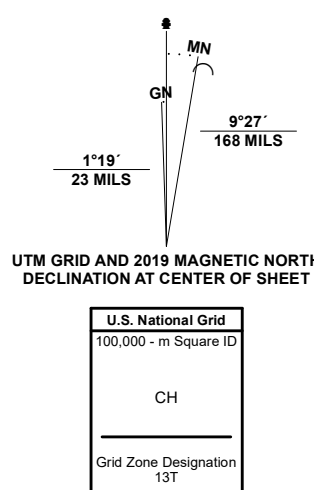 MN
GN
9°27´
168 MILS
1°19´
23 MILS
UTM GRID AND 2019 MAGNETIC NORTH
DECLINATION AT CENTER OF SHEET
U.S. National Grid
100,000 - m Square ID
CH
Grid Zone Designation
13T